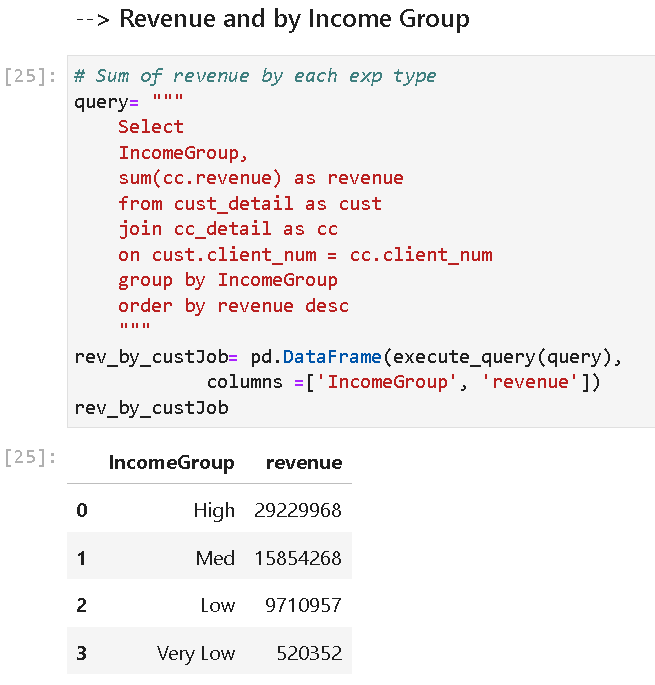 --> Revenue and by Income Group
[25]: # Sum of revenue by each exp type
query= """
Select
IncomeGroup,
sum(cc.revenue) as revenue
from cust_detail as cust
join cc_detail as cc
on cust.client_num = cc.client_num
group by IncomeGroup
order by revenue desc
"""
rev_by_custJob= pd.DataFrame(execute_query(query),
columns =['IncomeGroup', 'revenue'])
rev_by_custJob
[25]: IncomeGroup revenue
0 High 29229968
1 Med 15854268
2 Low 9710957
3 Very Low 520352